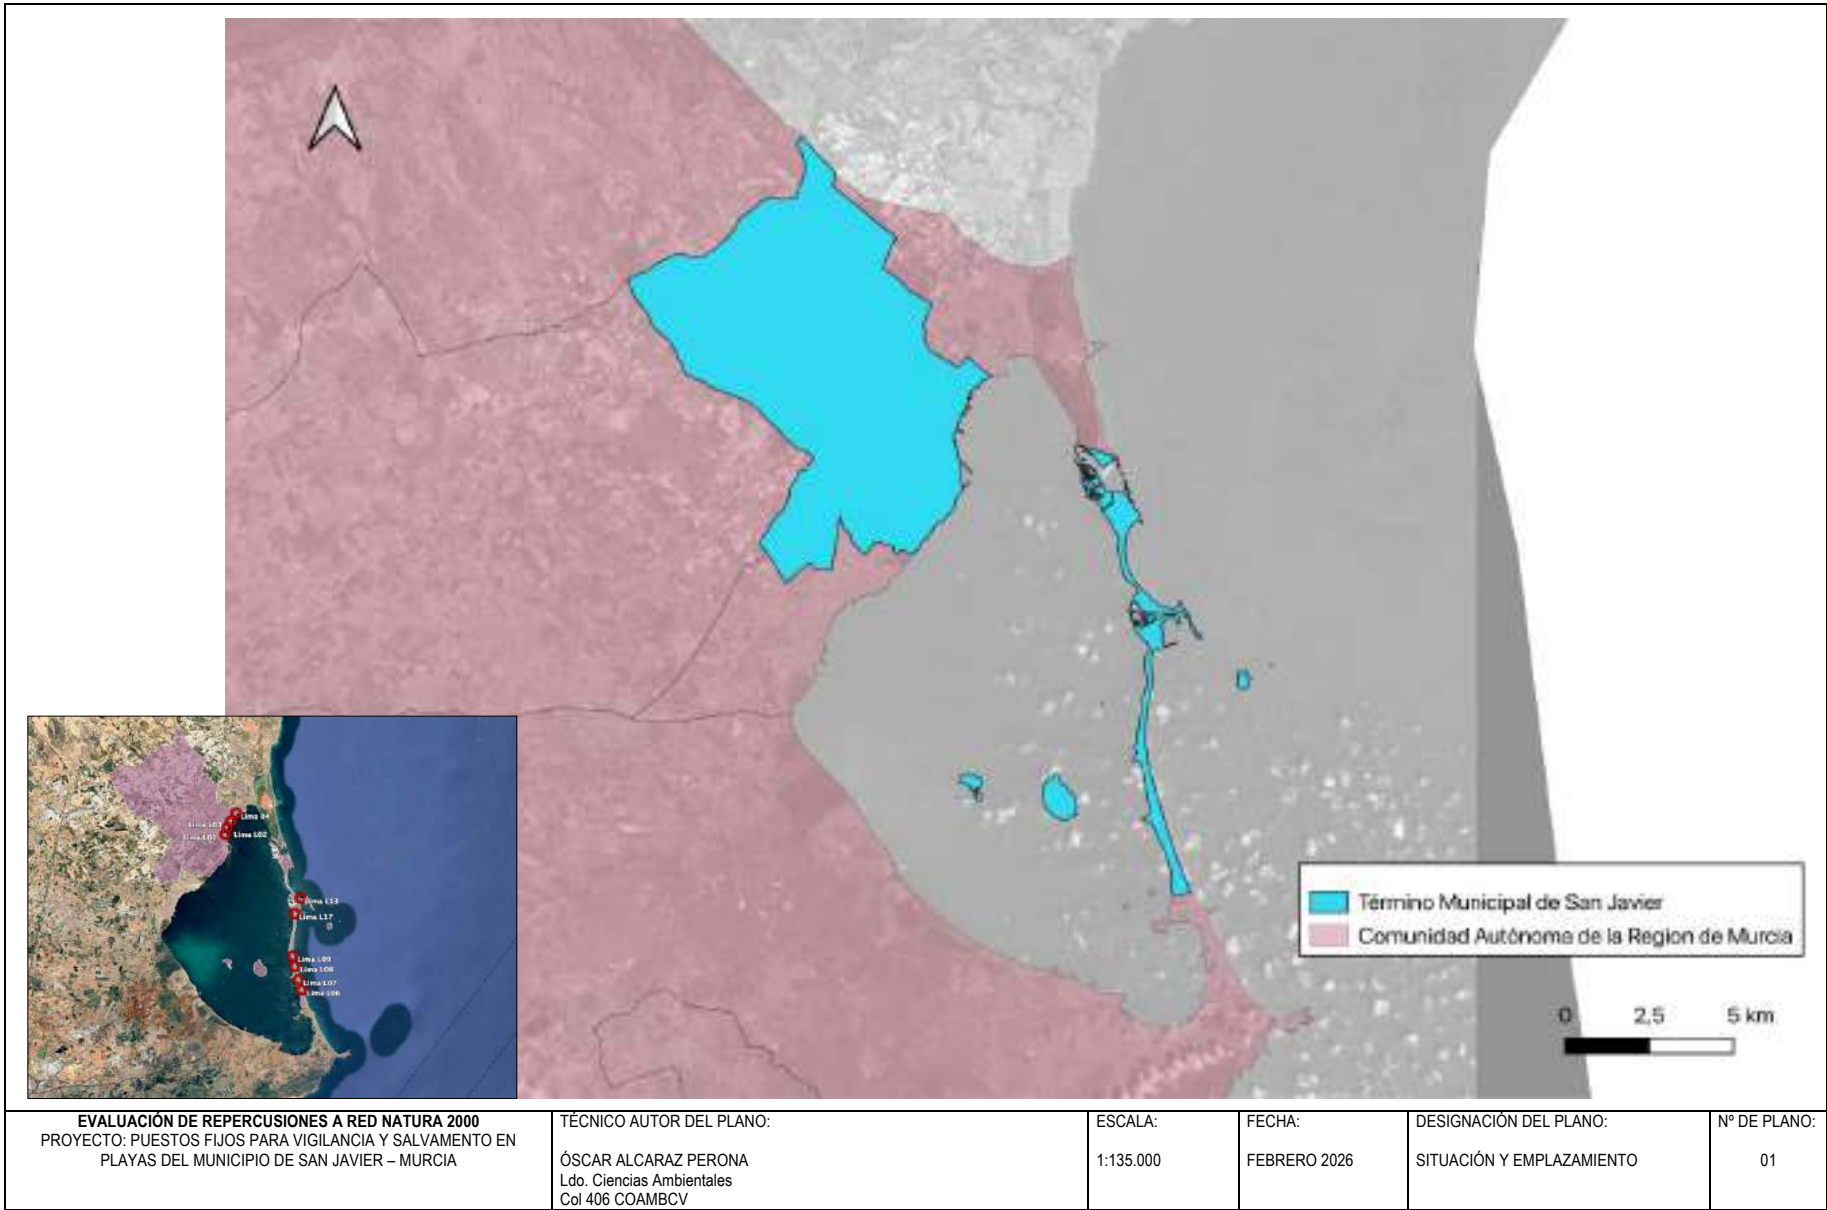 Término Municipal de San Javier
Comunidad Autónoma de la Region de Murcia
0 2,5 5 km
Lima L02
Lima L13
Lima L17
Lima L09
Lima L08
Lima L07
Lima L06
EVALUACIÓN DE REPERCUSIONES A RED NATURA 2000
PROYECTO: PUESTOS FIJOS PARA VIGILANCIA Y SALVAMENTO EN
PLAYAS DEL MUNICIPIO DE SAN JAVIER – MURCIA
TÉCNICO AUTOR DEL PLANO:
ÓSCAR ALCARAZ PERONA
Ldo. Ciencias Ambientales
Col 406 COAMBCV
ESCALA:
1:135.000
FECHA:
FEBRERO 2026
DESIGNACIÓN DEL PLANO:
SITUACIÓN Y EMPLAZAMIENTO
Nº DE PLANO:
01